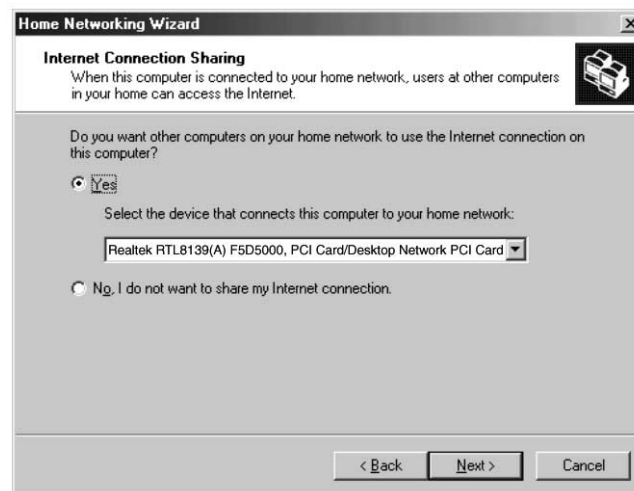 Home Networking Wizard
Internet Connection Sharing
When this computer is connected to your home network, users at other computers
in your home can access the Internet.
Do you want other computers on your home network to use the Internet connection on
this computer?
Yes
Select the device that connects this computer to your home network:
Realtek RTL8139(A) F5D5000, PCI Card/Desktop Network PCI Card
No, I do not want to share my Internet connection.
< Back Next > Cancel